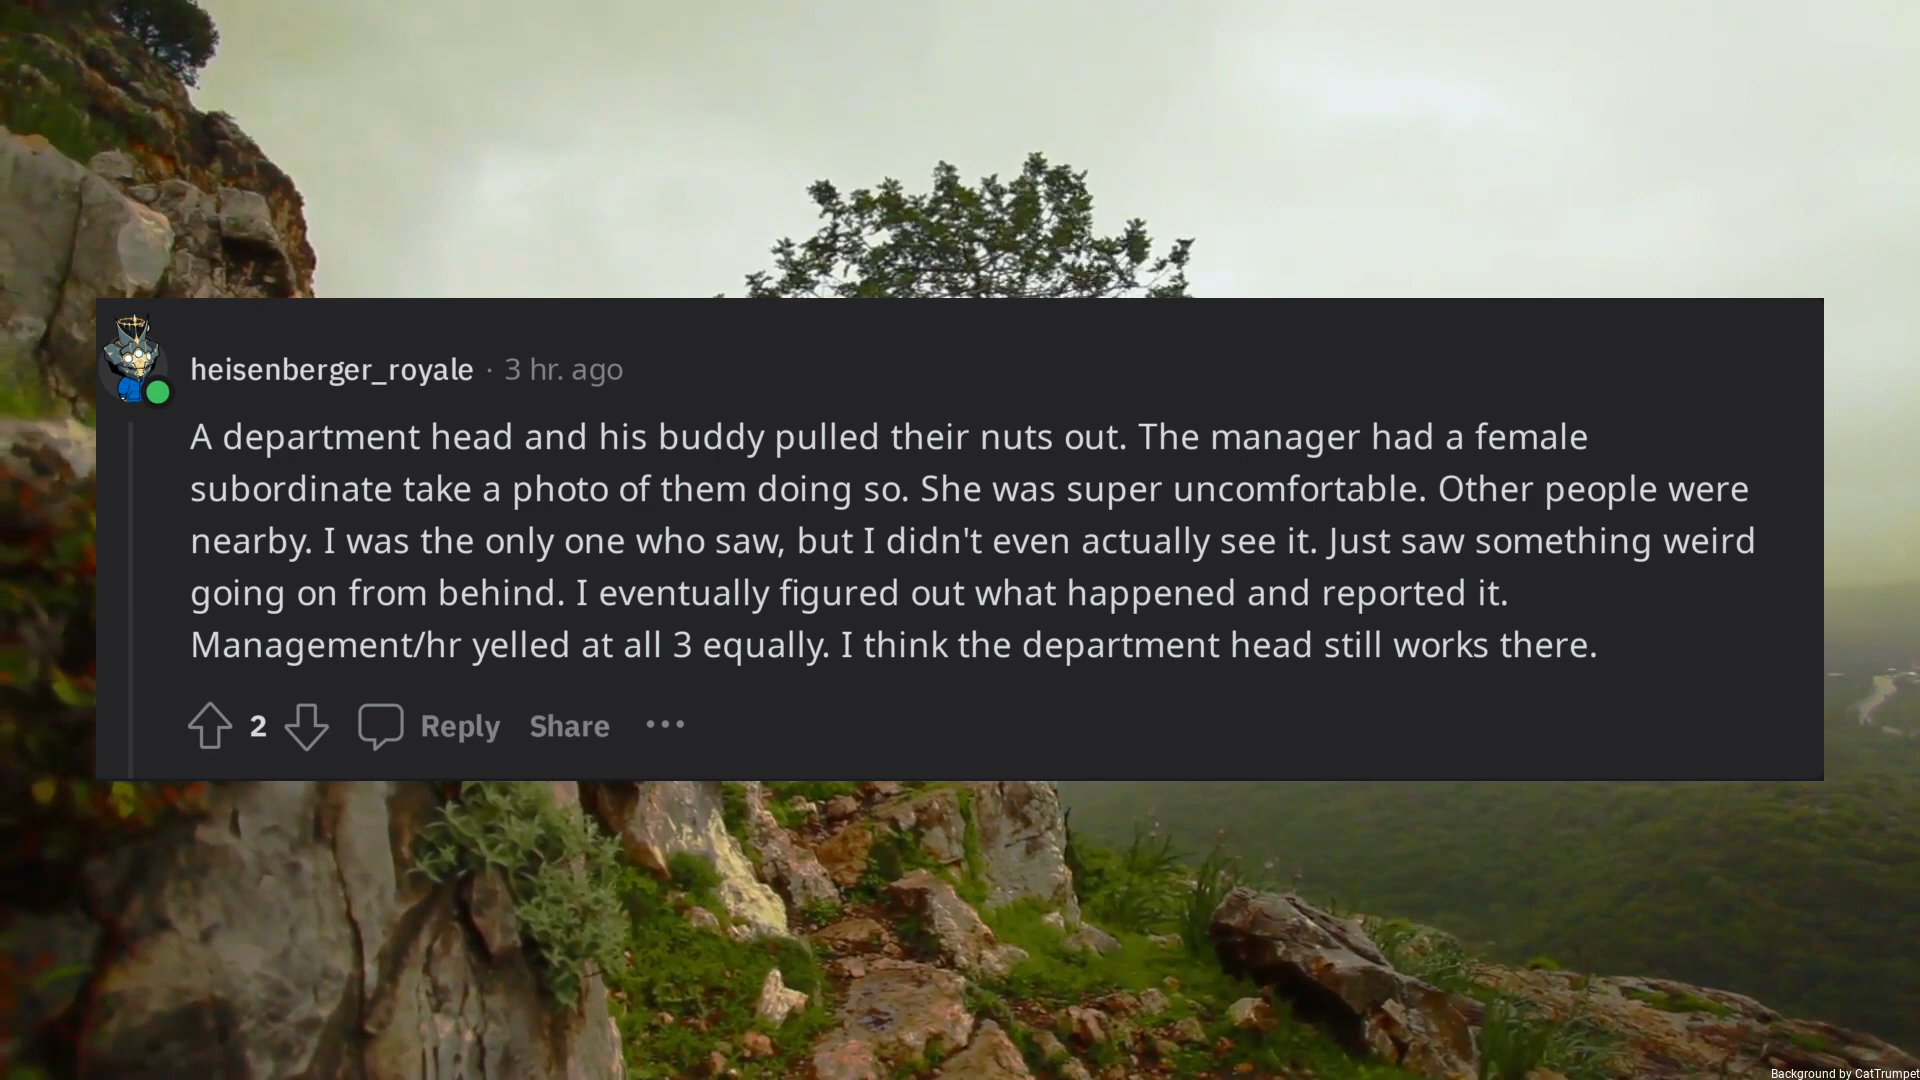 heisenberger_royale · 3 hr. ago
A department head and his buddy pulled their nuts out. The manager had a female
subordinate take a photo of them doing so. She was super uncomfortable. Other people were
nearby. I was the only one who saw, but I didn't even actually see it. Just saw something weird
going on from behind. I eventually figured out what happened and reported it.
Management/hr yelled at all 3 equally. I think the department head still works there.
2 Reply Share ···
Background by CatTrumpet